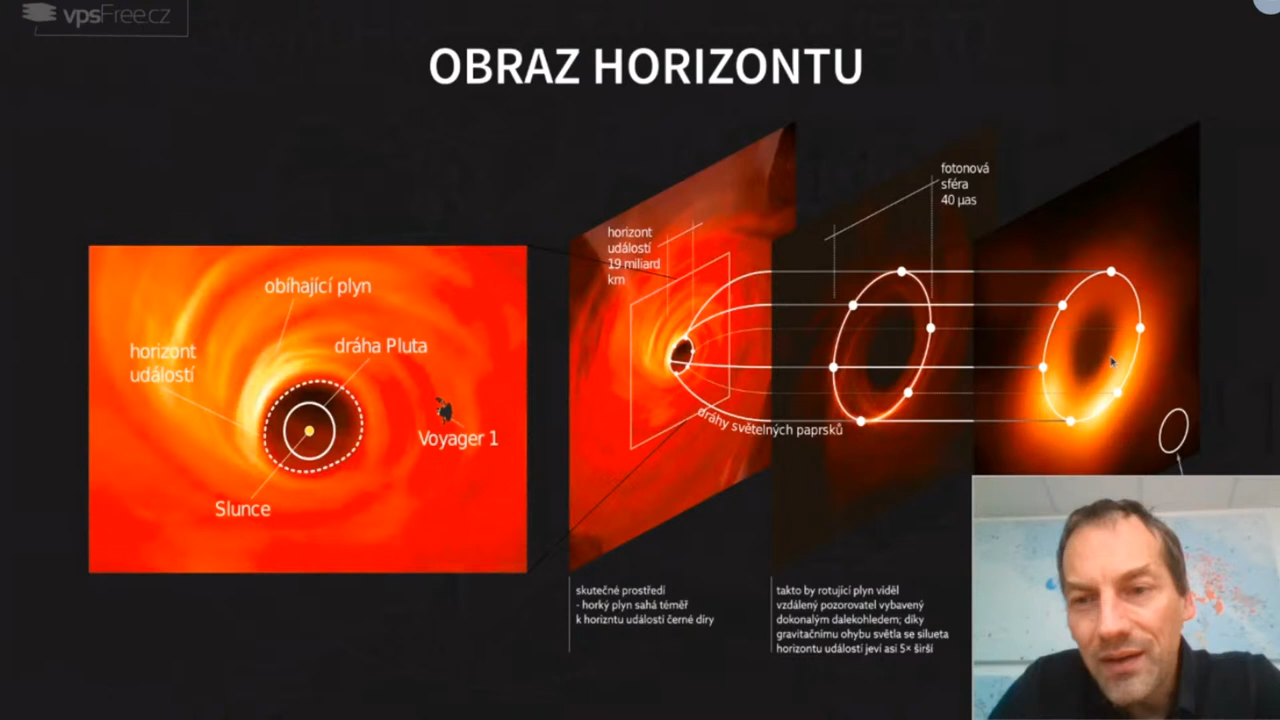 vpsFree.cz
OBRAZ HORIZONTU
obíhající plyn
horizont
událostí
dráha Pluta
Voyager 1
Slunce
horizont
událostí
19 miliard
km
fotonová
sféra
40 µas
dráhy světelných paprsků
skutečné prostředí
- horký plyn sahá téměř
k horizntu událostí černé díry
takto by rotující plyn viděl
vzdálený pozorovatel vybavený
dokonalým dalekohledem; díky
gravitačnímu ohybu světla se silueta
horizontu událostí jeví asi 5× širší